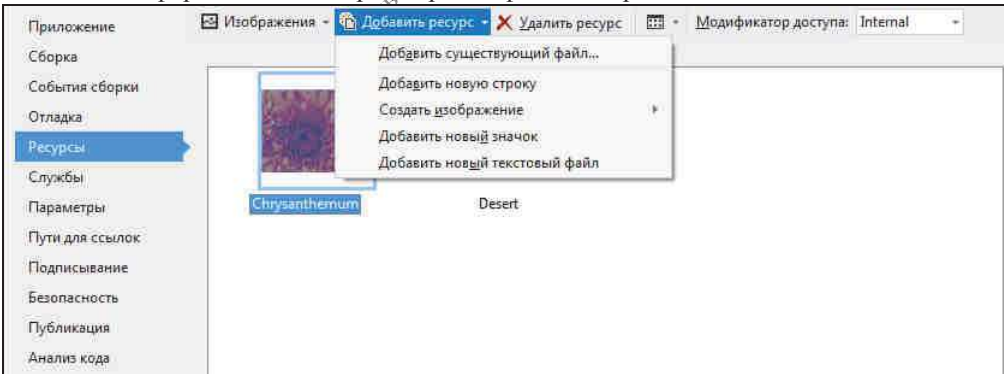 Изображения Добавить ресурс Удалить ресурс Модификатор доступа: Internal
Добавить существующий файл...
Добавить новую строку
Создать изображение
Добавить новый значок
Добавить новый текстовый файл
Приложение
Сборка
События сборки
Отладка
Ресурсы
Службы
Параметры
Пути для ссылок
Подписывание
Безопасность
Публикация
Анализ кода
Chrysanthemum
Desert